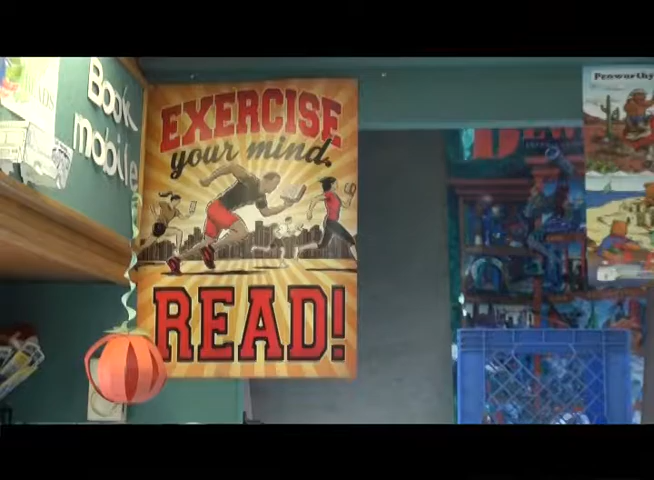 Book-
mobile
EXERCISE
your mind.
READ!
Penworthy